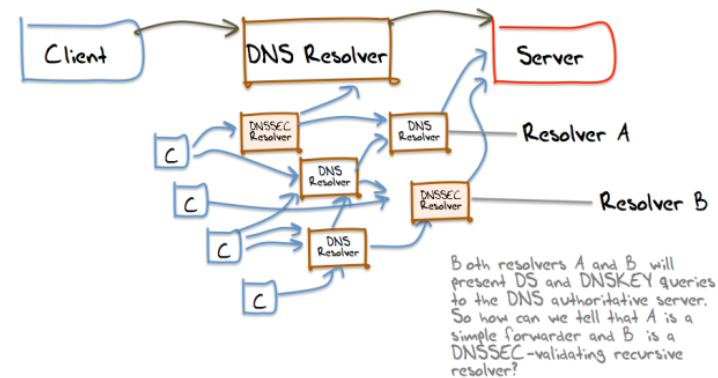 Client
DNS Resolver
Server
DNSSEC
Resolver
DNS
Resolver
Resolver A
C
DNS
Resolver
C
DNSSEC
Resolver
Resolver B
C
DNS
Resolver
C
Both resolvers A and B will
present DS and DNSKEY queries
to the DNS authoritative server.
So how can we tell that A is a
simple forwarder and B is a
DNSSEC-validating recursive
resolver?